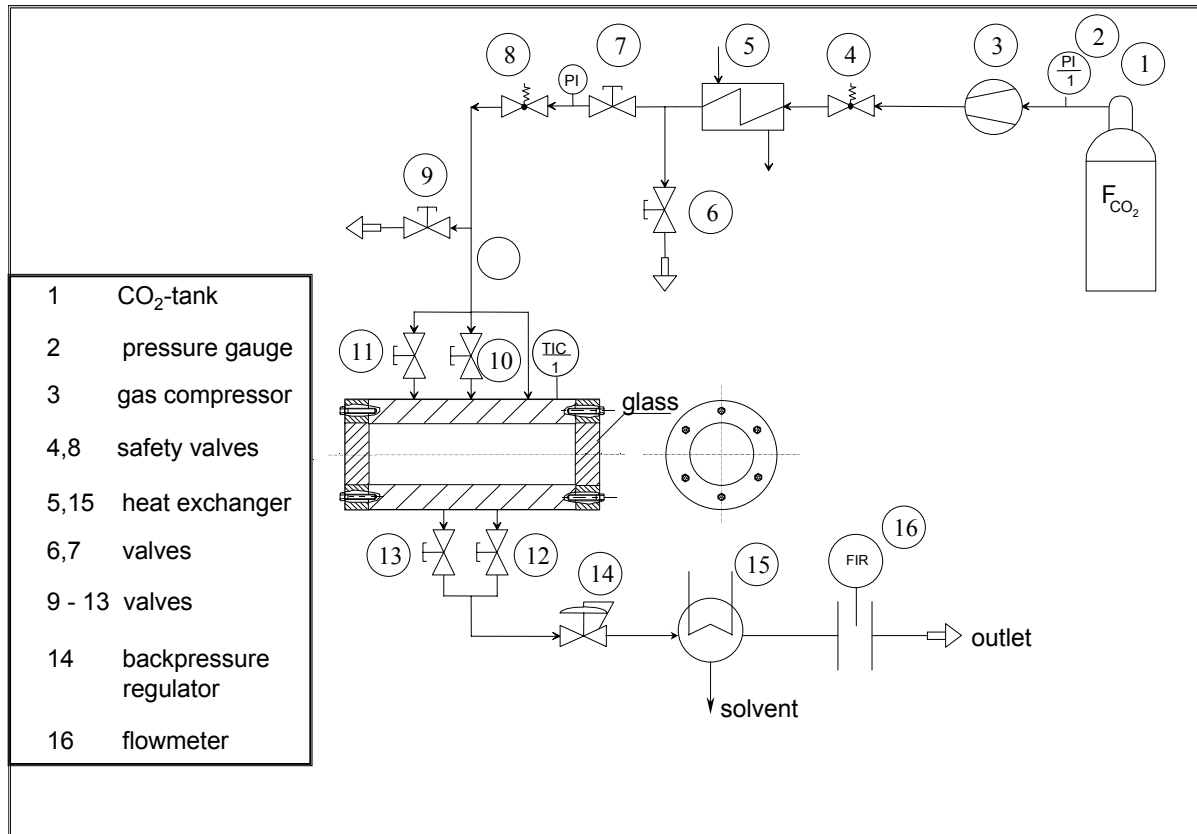 8
7
5
4
3
2
1
PI
PI
1
F_CO₂
9
6
1 CO₂-tank
2 pressure gauge
3 gas compressor
4,8 safety valves
5,15 heat exchanger
6,7 valves
9 - 13 valves
14 backpressure
regulator
16 flowmeter
11
10
TIC
1
glass
13
12
14
15
16
FIR
outlet
solvent